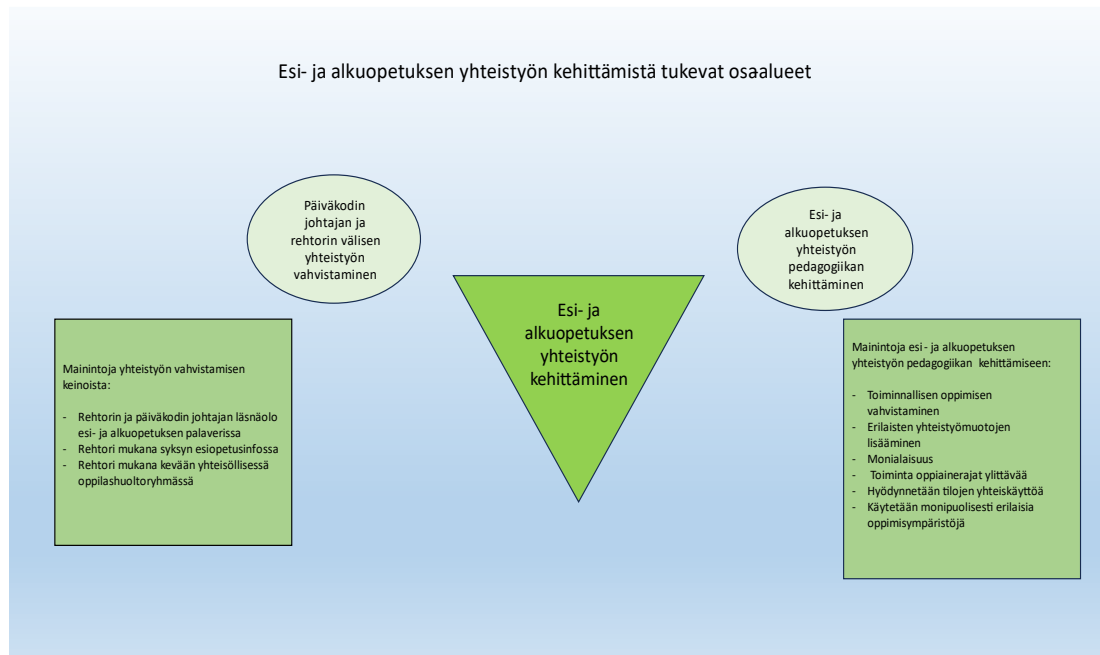 Esi- ja alkuopetuksen yhteistyön kehittämistä tukevat osa-alueet
Päiväkodin
johtajan ja
rehtorin välisen
yhteistyön
vahvistaminen
Esi- ja
alkuopetuksen
yhteistyön
pedagogiikan
kehittäminen
Esi- ja
alkuopetuksen
yhteistyön
kehittäminen
Mainintoja yhteistyön vahvistamisen
keinoista:
- Rehtorin ja päiväkodin johtajan läsnäolo
esi- ja alkuopetuksen palaverissa
- Rehtori mukana syksyn esiopetusinfossa
- Rehtori mukana kevään yhteisöllisessä
oppilashuoltoryhmässä
Mainintoja esi - ja alkuopetuksen
yhteistyön pedagogiikan kehittämiseen:
- Toiminnallisen oppimisen
vahvistaminen
- Erilaisten yhteistyömuotojen
lisääminen
- Monialaisuus
- Toiminta oppiainerajat ylittävää
- Hyödynnetään tilojen yhteiskäyttöä
- Käytetään monipuolisesti erilaisia
oppimisympäristöjä